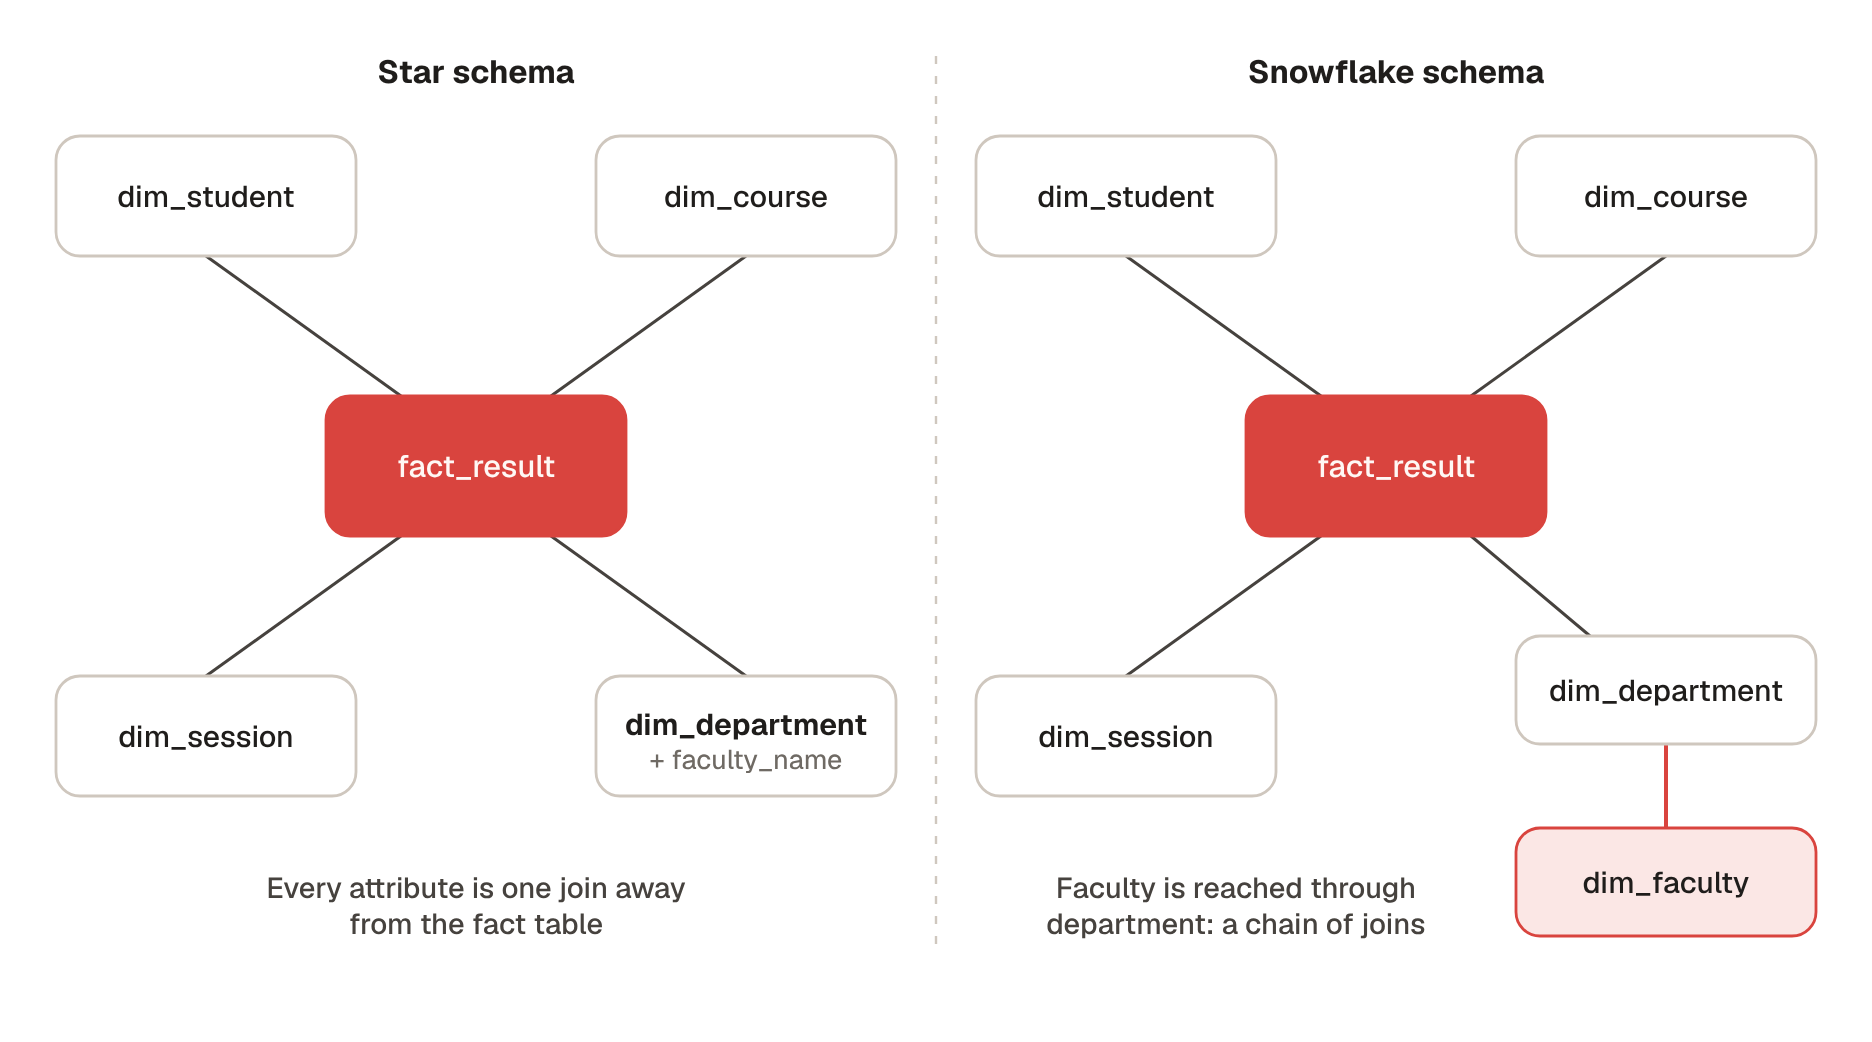 Star schema
dim_student
dim_course
fact_result
dim_session
dim_department
+ faculty_name
Every attribute is one join away
from the fact table
Snowflake schema
dim_student
dim_course
fact_result
dim_session
dim_department
dim_faculty
Faculty is reached through
department: a chain of joins